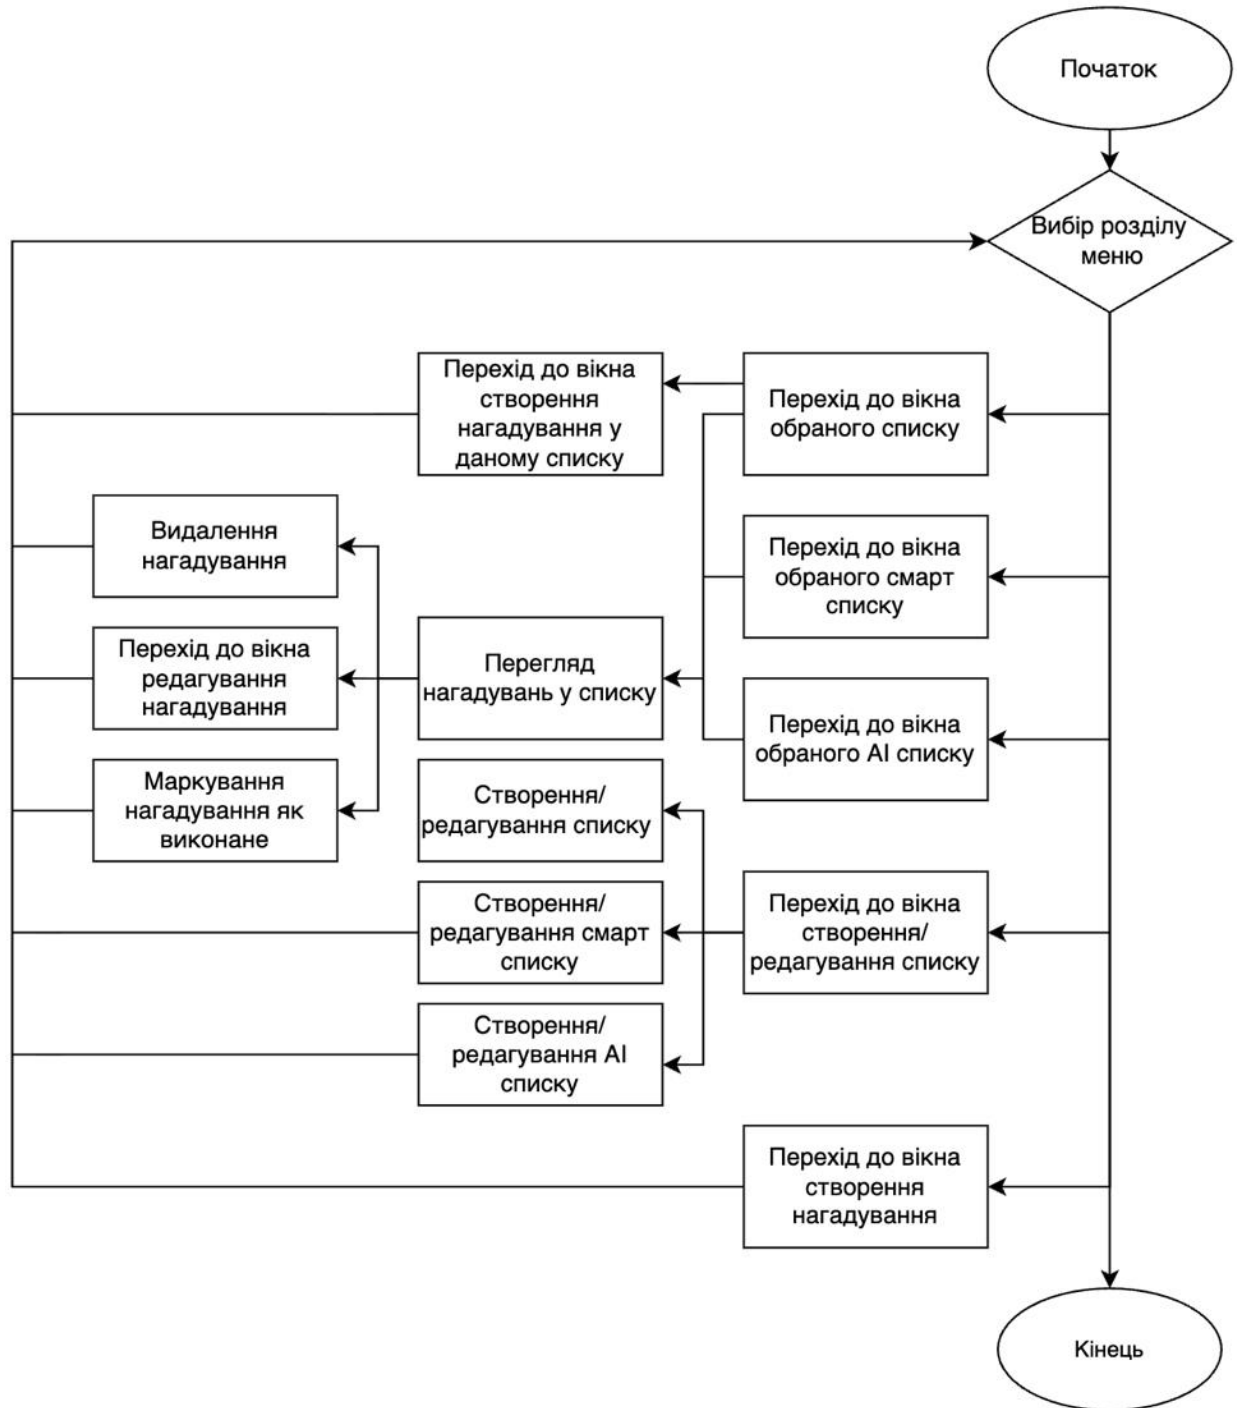 Початок
Вибір розділу
меню
Перехід до вікна
створення
нагадування у
даному списку
Перехід до вікна
обраного списку
Видалення
нагадування
Перехід до вікна
обраного смарт
списку
Перехід до вікна
редагування
нагадування
Перегляд
нагадувань у списку
Перехід до вікна
обраного AI списку
Маркування
нагадування як
виконане
Створення/
редагування списку
Створення/
редагування смарт
списку
Перехід до вікна
створення/
редагування списку
Створення/
редагування AI
списку
Перехід до вікна
створення
нагадування
Кінець